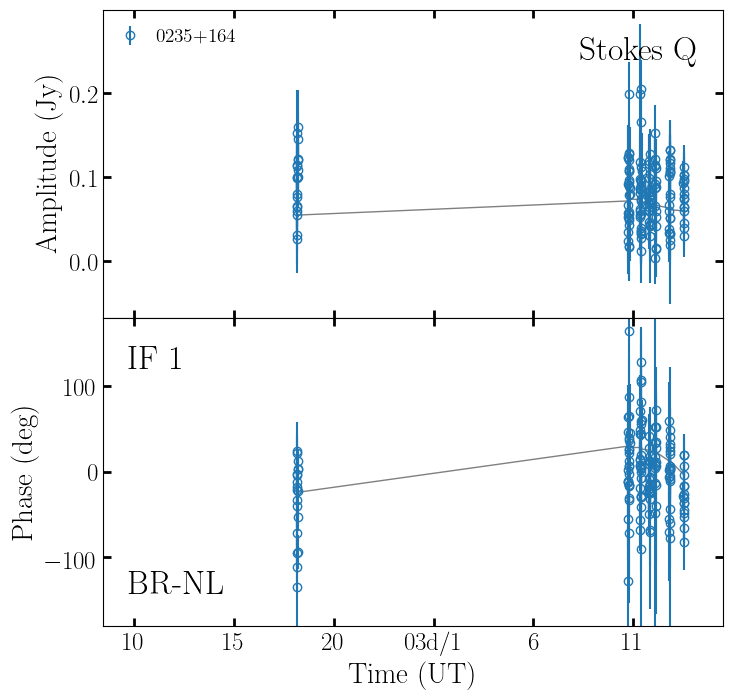 0235+164
Stokes Q
Amplitude (Jy)
0.2
0.1
0.0
IF 1
Phase (deg)
100
0
−100
BR-NL
10 15 20 03d/1 6 11
Time (UT)